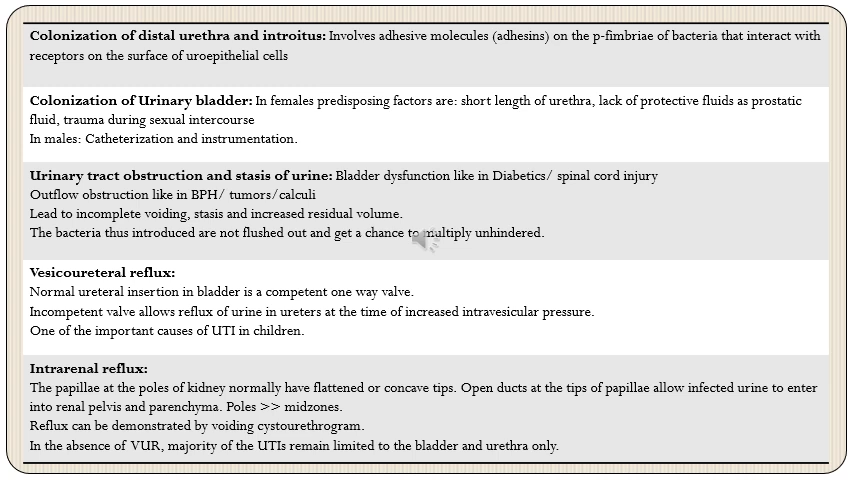 Colonization of distal urethra and introitus: Involves adhesive molecules (adhesins) on the p-fimbriae of bacteria that interact with
receptors on the surface of uroepithelial cells
Colonization of Urinary bladder: In females predisposing factors are: short length of urethra, lack of protective fluids as prostatic
fluid, trauma during sexual intercourse
In males: Catheterization and instrumentation.
Urinary tract obstruction and stasis of urine: Bladder dysfunction like in Diabetics/ spinal cord injury
Outflow obstruction like in BPH/ tumors/calculi
Lead to incomplete voiding, stasis and increased residual volume.
The bacteria thus introduced are not flushed out and get a chance to multiply unhindered.
Vesicoureteral reflux:
Normal ureteral insertion in bladder is a competent one way valve.
Incompetent valve allows reflux of urine in ureters at the time of increased intravesicular pressure.
One of the important causes of UTI in children.
Intrarenal reflux:
The papillae at the poles of kidney normally have flattened or concave tips. Open ducts at the tips of papillae allow infected urine to enter
into renal pelvis and parenchyma. Poles >> midzones.
Reflux can be demonstrated by voiding cystourethrogram.
In the absence of VUR, majority of the UTIs remain limited to the bladder and urethra only.